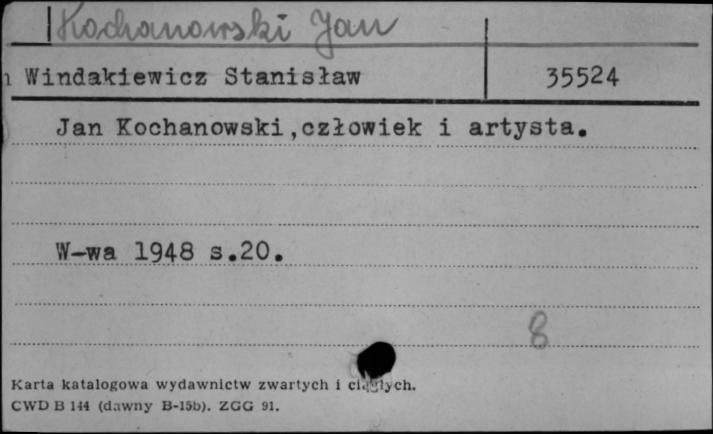 Kochanowski Jan
Windakiewicz Stanisław 35524
Jan Kochanowski,człowiek i artysta.
W-wa 1948 s.20.
8
Karta katalogowa wydawnictw zwartych i ciągłych.
CWD B 144 (dawny B-15b). ZGG 91.